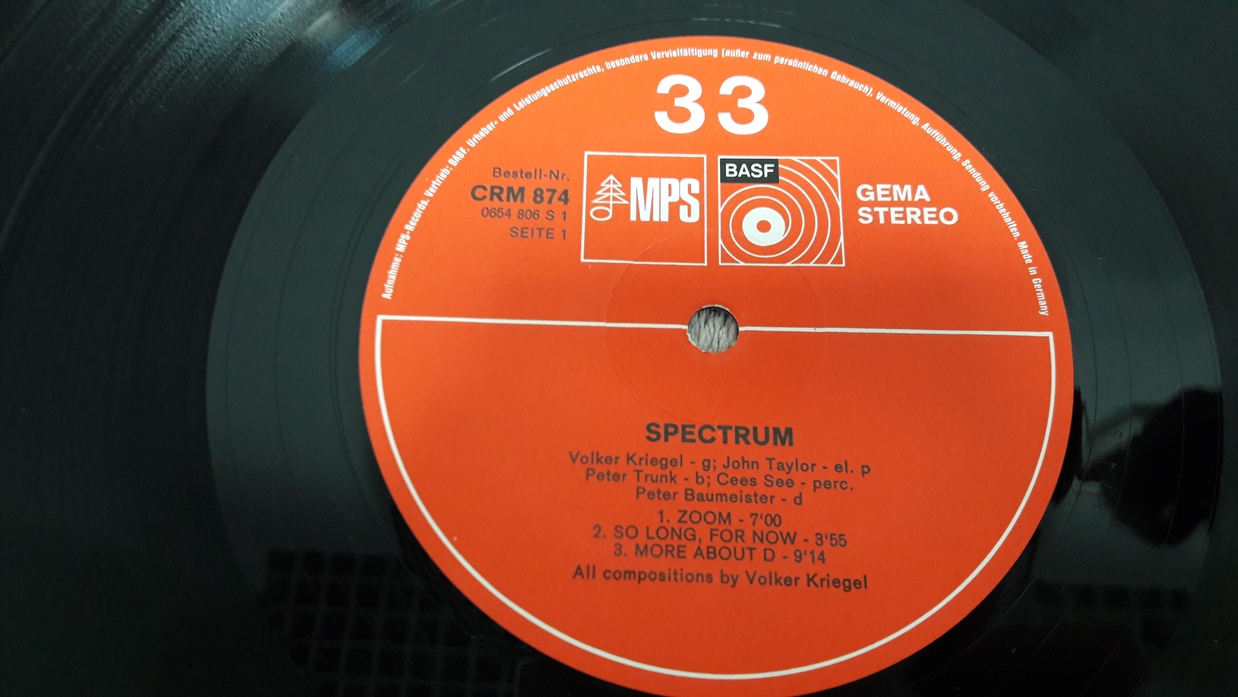 Aufnahme: MPS-Records. Vertrieb: BASF. Urheber- und Leistungsschutzrechte, besonders Vervielfältigung (außer zum persönlichen Gebrauch), Vermietung, Aufführung, Sendung vorbehalten. Made in Germany
33
Bestell-Nr.
CRM 874
0654 806 S 1
SEITE 1
MPS
BASF
GEMA
STEREO
SPECTRUM
Volker Kriegel - g; John Taylor - el. p
Peter Trunk - b; Cees See - perc.
Peter Baumeister - d
1. ZOOM - 7'00
2. SO LONG, FOR NOW - 3'55
3. MORE ABOUT D - 9'14
All compositions by Volker Kriegel